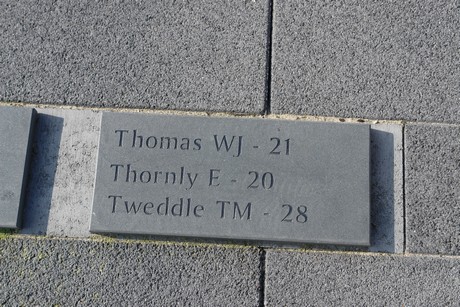 Thomas WJ - 21
Thornly E - 20
Tweddle TM - 28